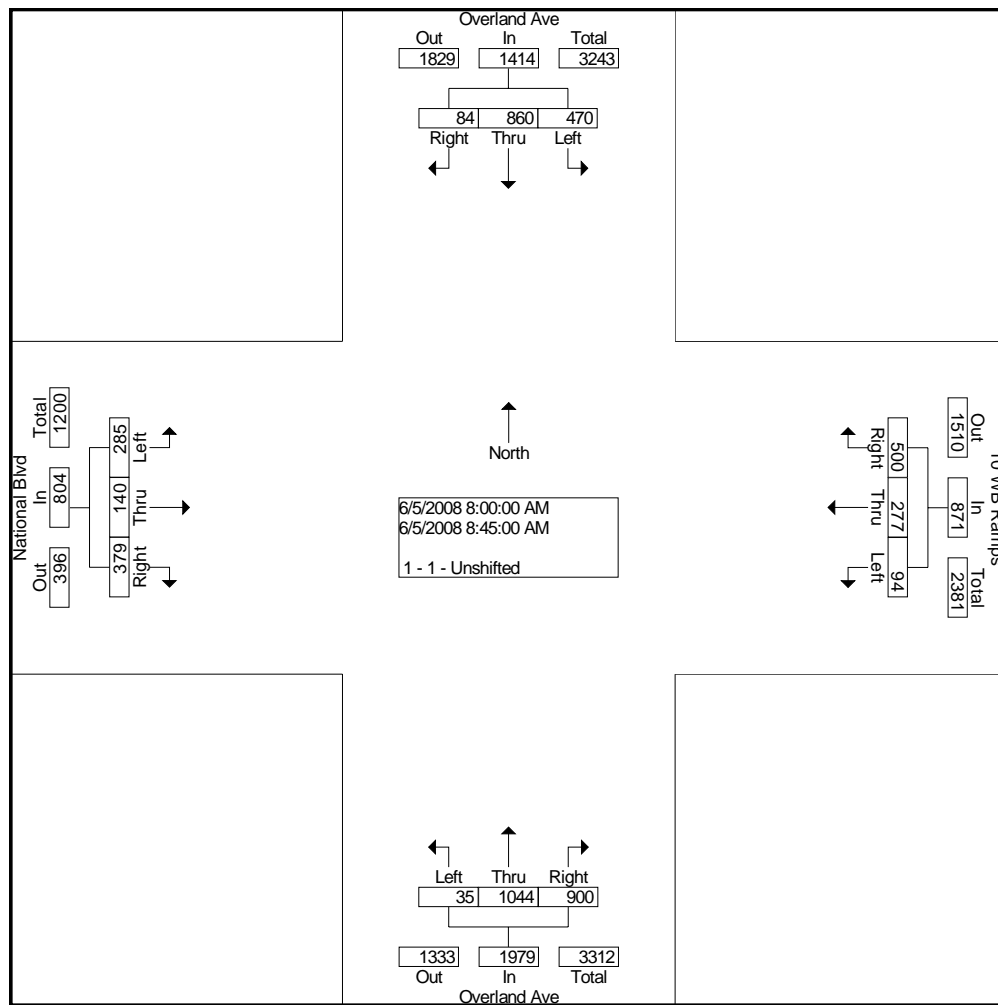 Overland Ave
Out In Total
1829 1414 3243
84 860 470
Right Thru Left
National Blvd
Total In Out
1200 804 396
285 140 379
Left Thru Right
North
6/5/2008 8:00:00 AM
6/5/2008 8:45:00 AM
1 - 1 - Unshifted
Right Thru Left
500 277 94
Out In Total
1510 871 2381
10 WB Ramps
Left Thru Right
35 1044 900
1333 1979 3312
Out In Total
Overland Ave